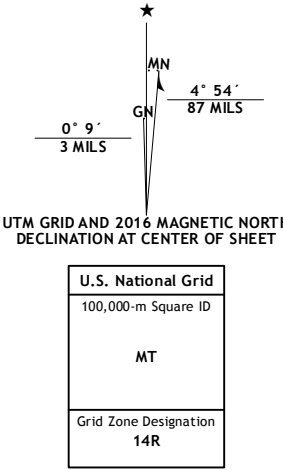 ★
MN
4° 54´
87 MILS
GN
0° 9´
3 MILS
UTM GRID AND 2016 MAGNETIC NORTH
DECLINATION AT CENTER OF SHEET
U.S. National Grid
100,000-m Square ID
MT
Grid Zone Designation
14R